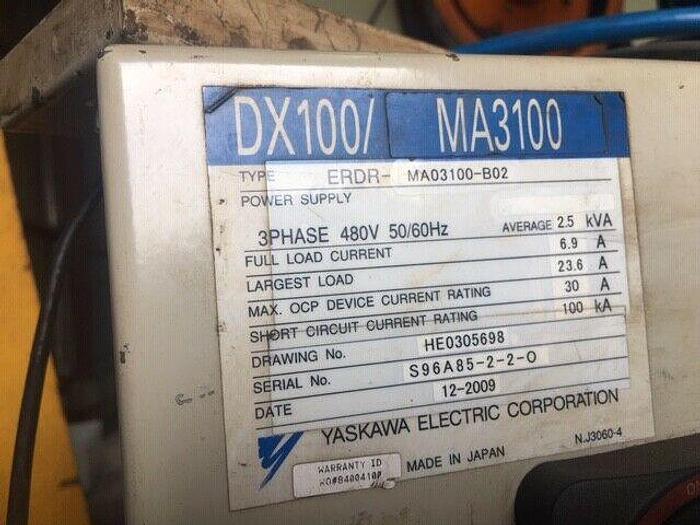 DX100/ MA3100
TYPE ERDR- MA03100-B02
POWER SUPPLY
3PHASE 480V 50/60Hz AVERAGE 2.5 kVA
FULL LOAD CURRENT 6.9 A
LARGEST LOAD 23.6 A
MAX. OCP DEVICE CURRENT RATING 30 A
SHORT CIRCUIT CURRENT RATING 100 kA
DRAWING No. HE0305698
SERIAL No. S96A85-2-2-0
DATE 12-2009
YASKAWA ELECTRIC CORPORATION
MADE IN JAPAN NJ3060-4
WARRANTY ID